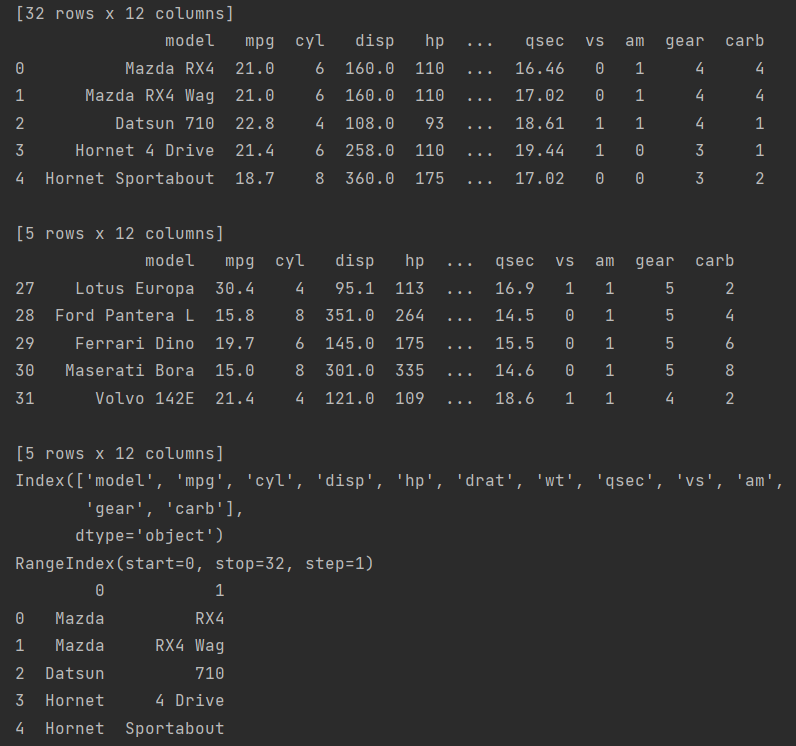 [32 rows x 12 columns]
               model   mpg  cyl   disp   hp  ...   qsec  vs  am  gear  carb
0          Mazda RX4  21.0    6  160.0  110  ...  16.46   0   1     4     4
1      Mazda RX4 Wag  21.0    6  160.0  110  ...  17.02   0   1     4     4
2         Datsun 710  22.8    4  108.0   93  ...  18.61   1   1     4     1
3     Hornet 4 Drive  21.4    6  258.0  110  ...  19.44   1   0     3     1
4  Hornet Sportabout  18.7    8  360.0  175  ...  17.02   0   0     3     2

[5 rows x 12 columns]
             model   mpg  cyl   disp   hp  ...  qsec  vs  am  gear  carb
27    Lotus Europa  30.4    4   95.1  113  ...  16.9   1   1     5     2
28  Ford Pantera L  15.8    8  351.0  264  ...  14.5   0   1     5     4
29    Ferrari Dino  19.7    6  145.0  175  ...  15.5   0   1     5     6
30   Maserati Bora  15.0    8  301.0  335  ...  14.6   0   1     5     8
31      Volvo 142E  21.4    4  121.0  109  ...  18.6   1   1     4     2

[5 rows x 12 columns]
Index(['model', 'mpg', 'cyl', 'disp', 'hp', 'drat', 'wt', 'qsec', 'vs', 'am',
       'gear', 'carb'],
      dtype='object')
RangeIndex(start=0, stop=32, step=1)
        0           1
0   Mazda         RX4
1   Mazda     RX4 Wag
2  Datsun         710
3  Hornet     4 Drive
4  Hornet  Sportabout